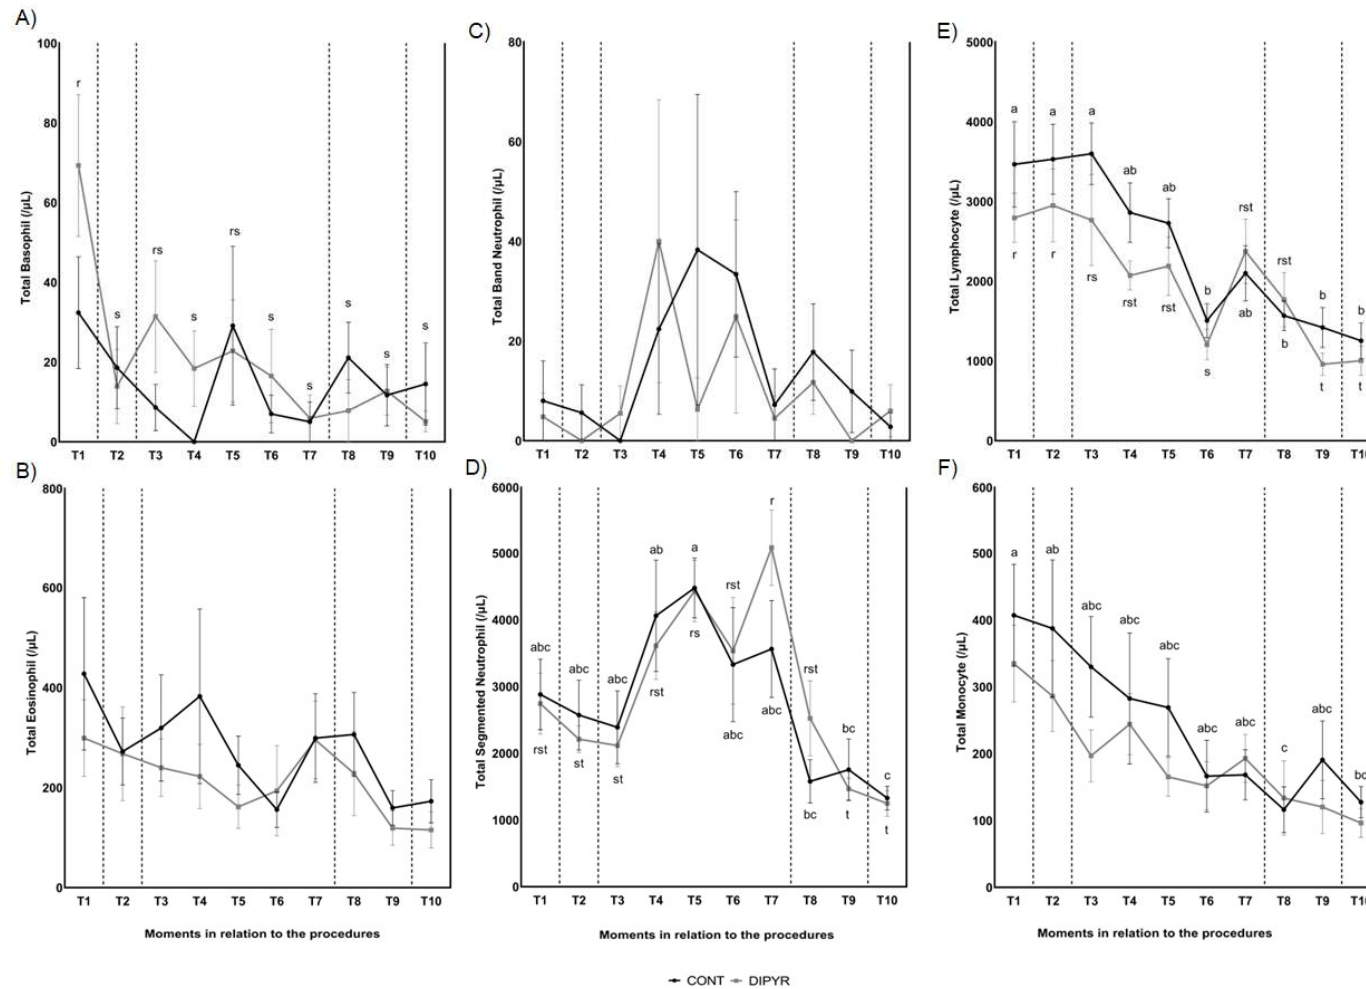 A)
Total Basophil (/µL)
100
80
60
40
20
0
r
s
rs
s
rs
s
s
s
s
s
T1 T2 T3 T4 T5 T6 T7 T8 T9 T10
C)
Total Band Neutrophil (/µL)
80
60
40
20
0
T1 T2 T3 T4 T5 T6 T7 T8 T9 T10
E)
Total Lymphocyte (/µL)
5000
4000
3000
2000
1000
0
a a a ab ab b ab b b b
r r rs rst rst s rst rst t t
T1 T2 T3 T4 T5 T6 T7 T8 T9 T10
B)
Total Eosinophil (/µL)
800
600
400
200
0
T1 T2 T3 T4 T5 T6 T7 T8 T9 T10
Moments in relation to the procedures
D)
Total Segmented Neutrophil (/µL)
6000
5000
4000
3000
2000
1000
0
abc abc abc ab a abc abc bc bc c
rst st st rst rs rst r rst t t
T1 T2 T3 T4 T5 T6 T7 T8 T9 T10
Moments in relation to the procedures
F)
Total Monocyte (/µL)
600
500
400
300
200
100
0
a ab abc abc abc abc abc c abc bc
T1 T2 T3 T4 T5 T6 T7 T8 T9 T10
Moments in relation to the procedures
CONT DIPYR